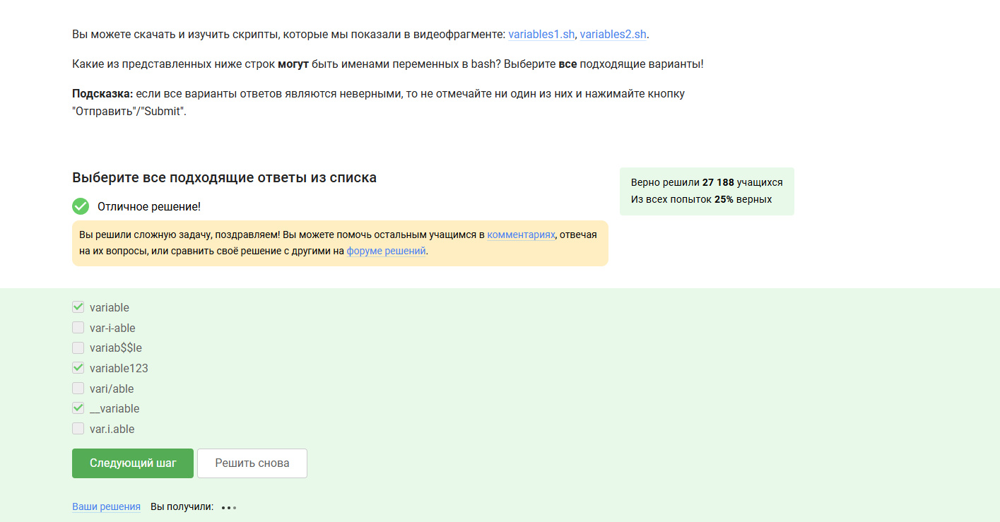 Вы можете скачать и изучить скрипты, которые мы показали в видеофрагменте: variables1.sh, variables2.sh.
Какие из представленных ниже строк могут быть именами переменных в bash? Выберите все подходящие варианты!
Подсказка: если все варианты ответов являются неверными, то не отмечайте ни один из них и нажимайте кнопку
"Отправить"/"Submit".
Выберите все подходящие ответы из списка
Верно решили 27 188 учащихся
Из всех попыток 25% верных
Отличное решение!
Вы решили сложную задачу, поздравляем! Вы можете помочь остальным учащимся в комментариях, отвечая
на их вопросы, или сравнить своё решение с другими на форуме решений.
variable
var-i-able
variab$$le
variable123
vari/able
__variable
var.i.able
Следующий шаг Решить снова
Ваши решения Вы получили: